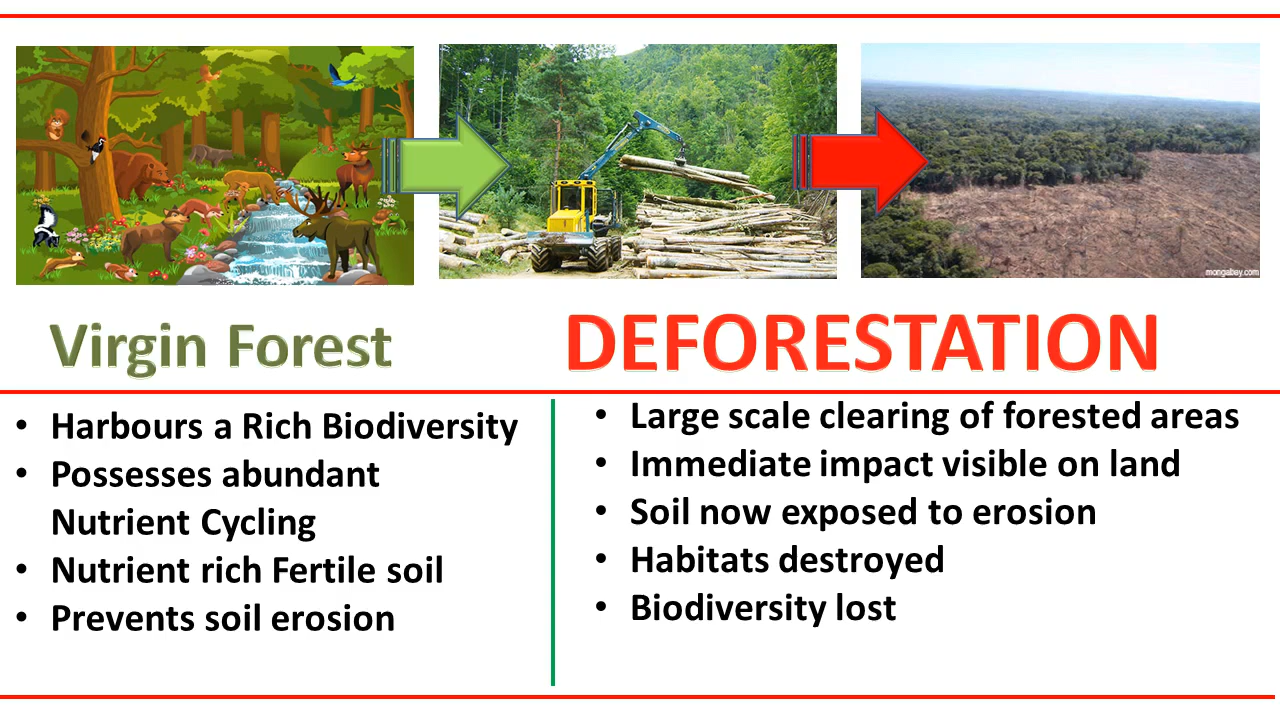 mongabay.com
Virgin Forest
DEFORESTATION
• Harbours a Rich Biodiversity
• Possesses abundant
Nutrient Cycling
• Nutrient rich Fertile soil
• Prevents soil erosion
• Large scale clearing of forested areas
• Immediate impact visible on land
• Soil now exposed to erosion
• Habitats destroyed
• Biodiversity lost